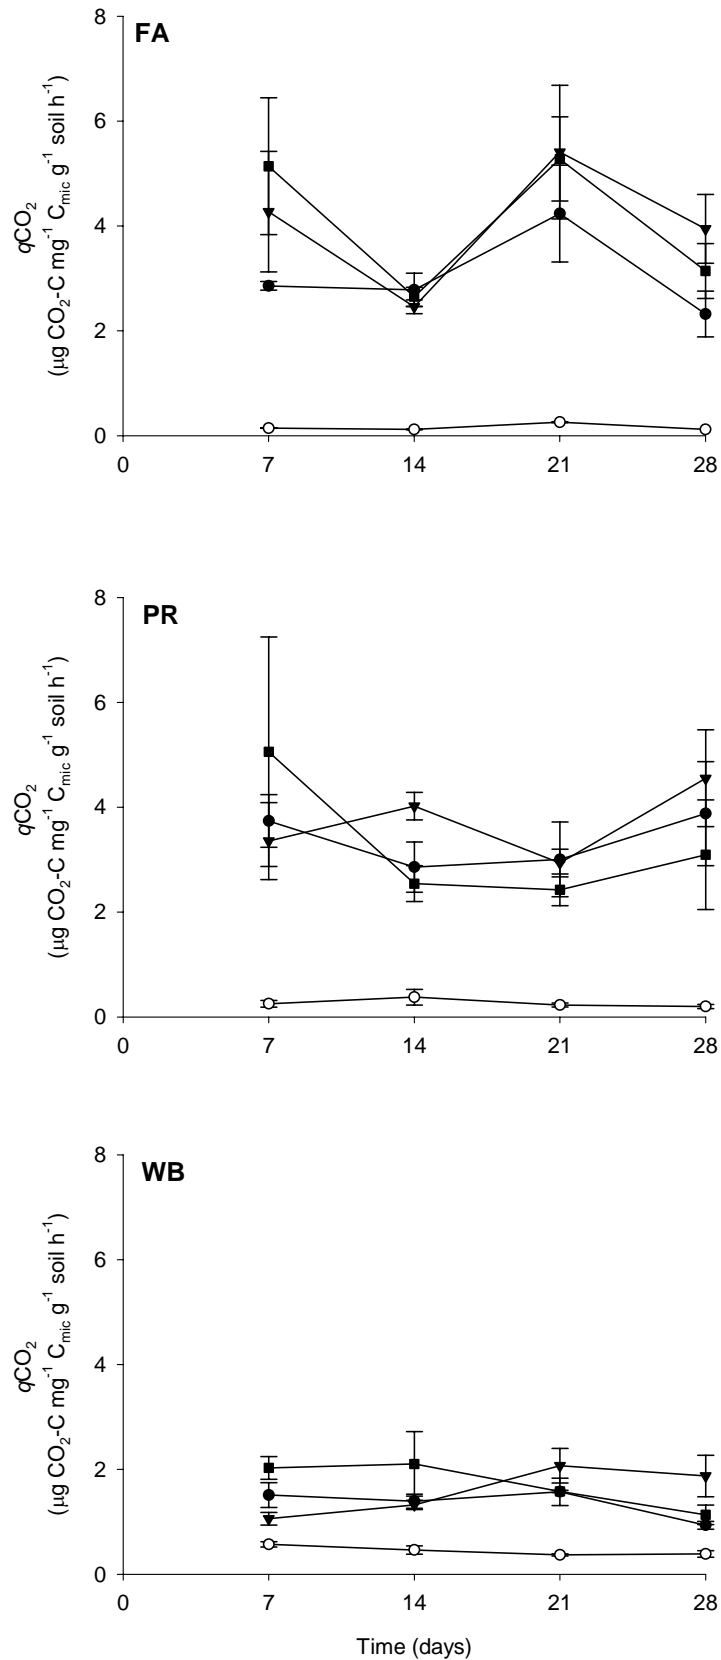 FA
8
6
4
2
0
qCO2
(µg CO2-C mg-1 Cmic g-1 soil h-1)
0 7 14 21 28
PR
8
6
4
2
0
qCO2
(µg CO2-C mg-1 Cmic g-1 soil h-1)
0 7 14 21 28
WB
8
6
4
2
0
qCO2
(µg CO2-C mg-1 Cmic g-1 soil h-1)
0 7 14 21 28
Time (days)